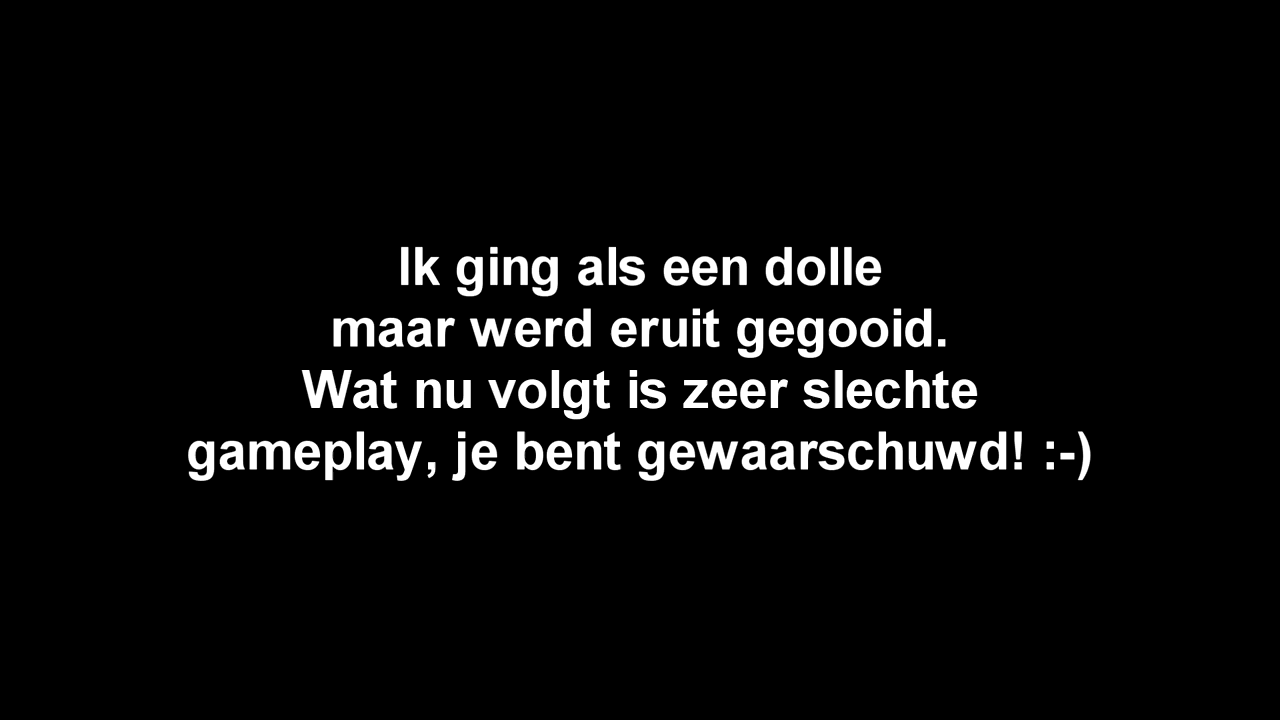 Ik ging als een dolle
maar werd eruit gegooid.
Wat nu volgt is zeer slechte
gameplay, je bent gewaarschuwd! :-)